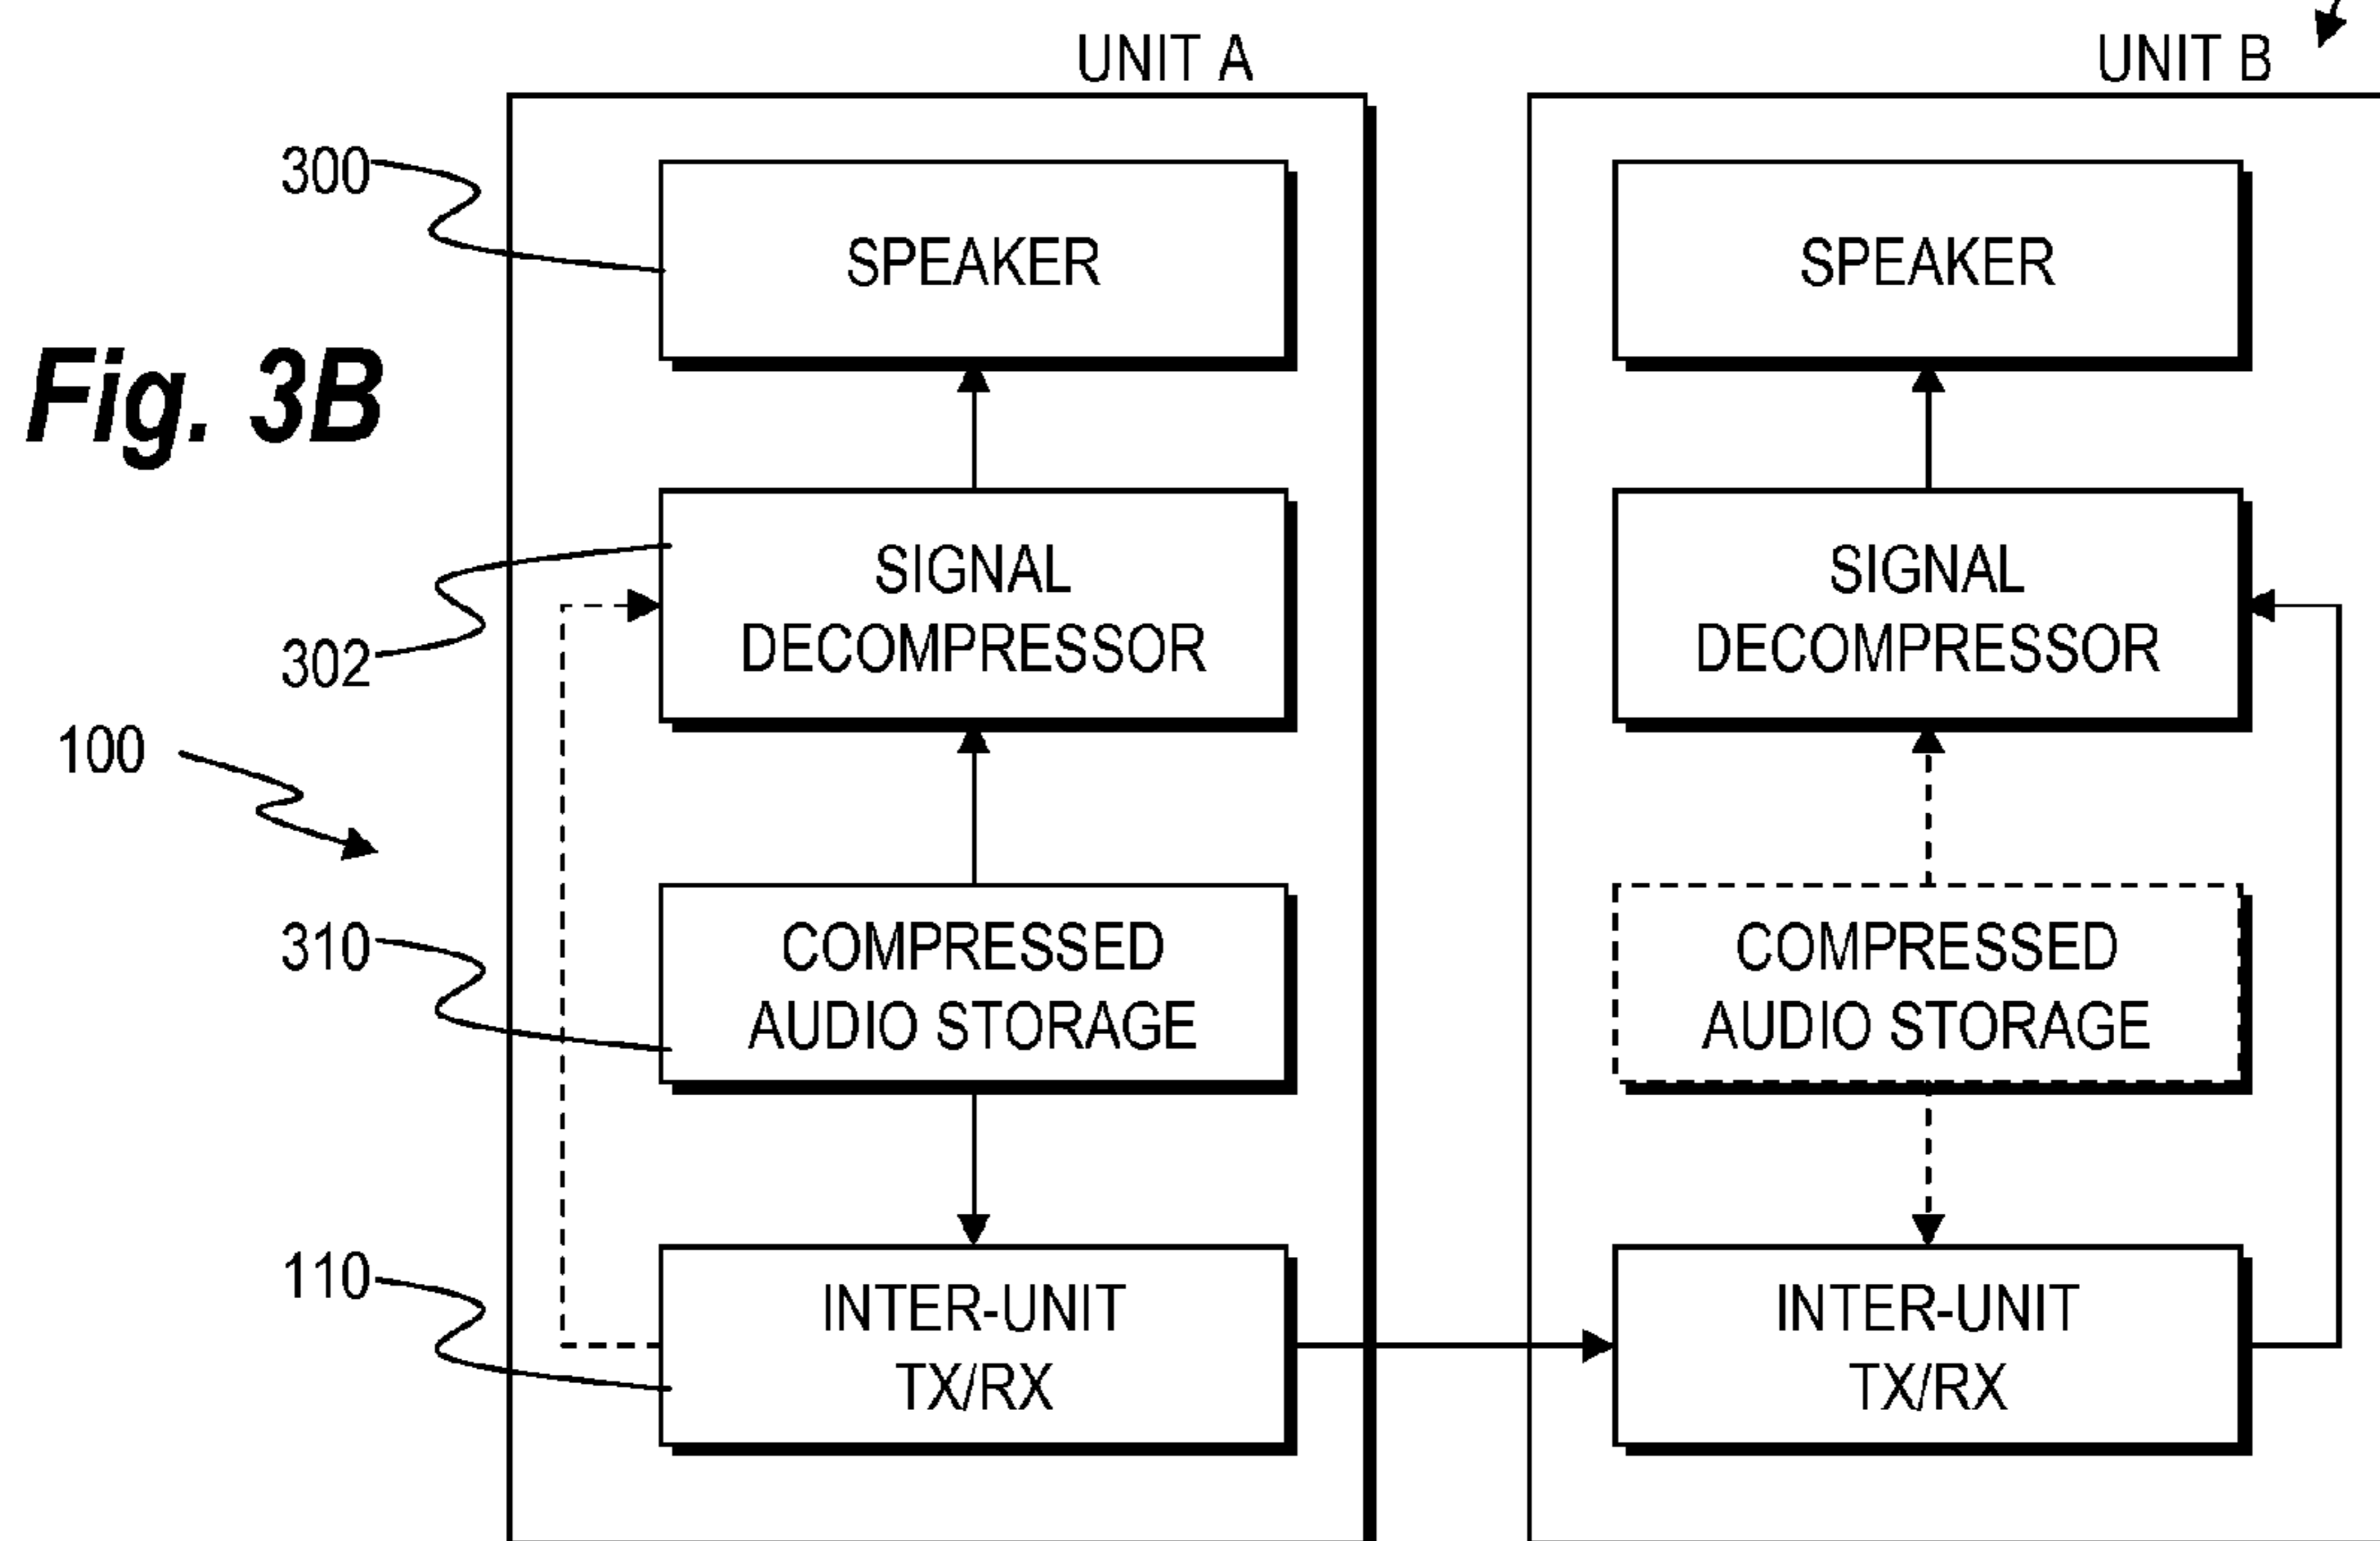 UNIT A
UNIT B
300
SPEAKER
SPEAKER
Fig. 3B
SIGNAL
DECOMPRESSOR
SIGNAL
DECOMPRESSOR
302
100
310
COMPRESSED
AUDIO STORAGE
COMPRESSED
AUDIO STORAGE
110
INTER-UNIT
TX/RX
INTER-UNIT
TX/RX